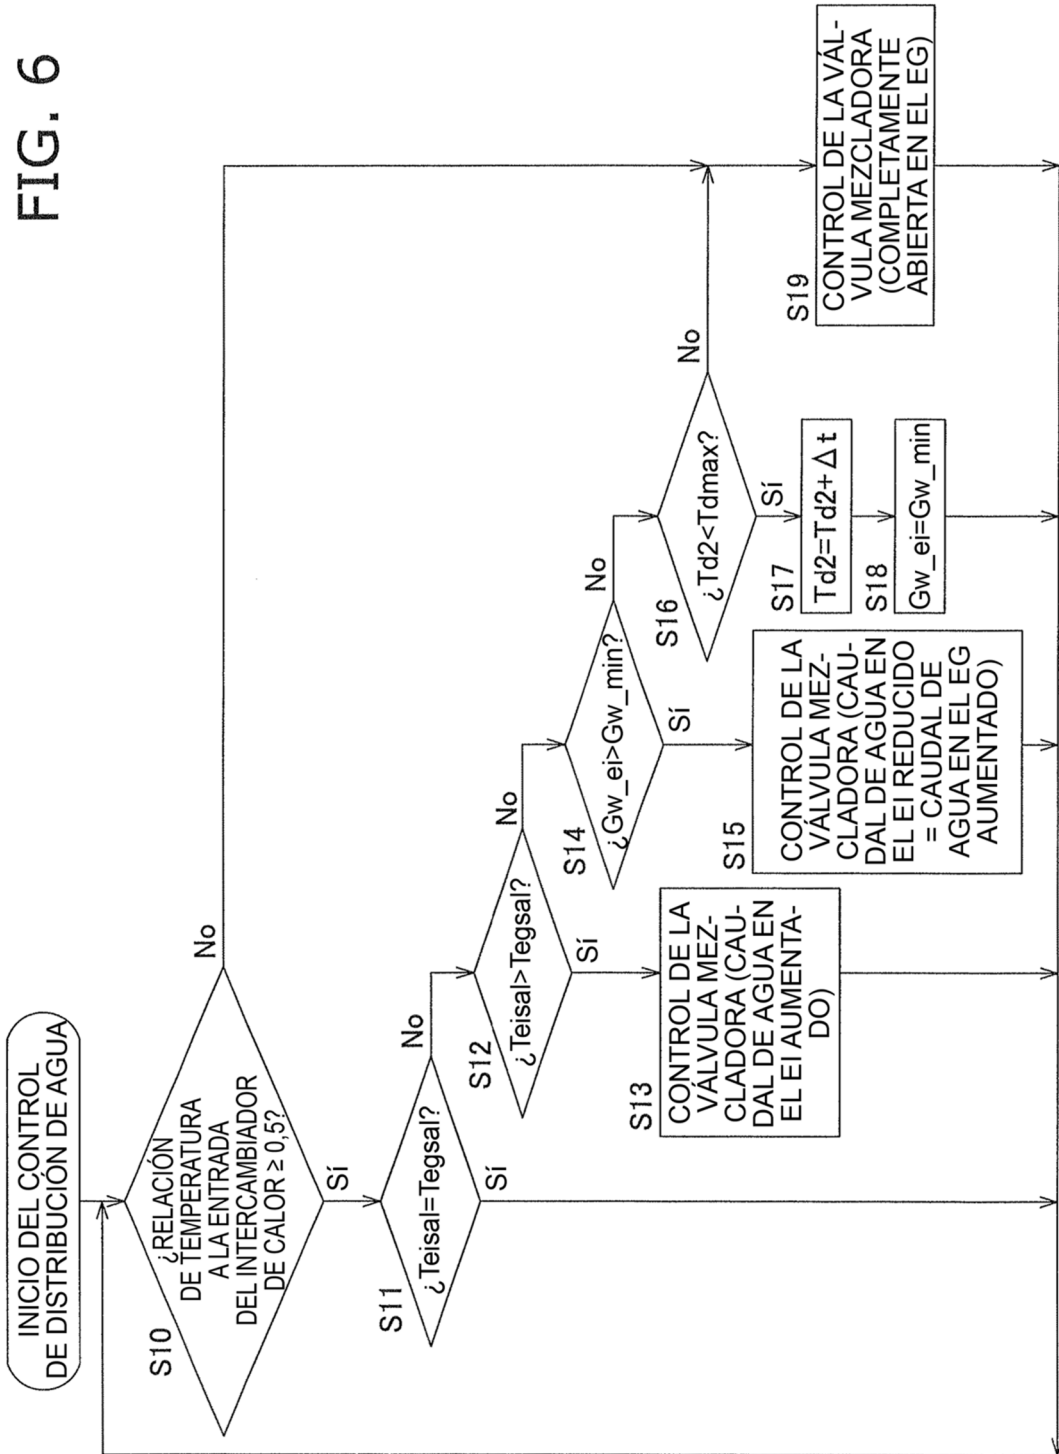 FIG. 6
INICIO DEL CONTROL
DE DISTRIBUCIÓN DE AGUA
S10
¿RELACIÓN
DE TEMPERATURA
A LA ENTRADA
DEL INTERCAMBIADOR
DE CALOR ≥ 0,5?
No
Sí
S11
¿Teisal=Tegsal?
No
Sí
S12
¿Teisal>Tegsal?
No
Sí
S13
CONTROL DE LA
VÁLVULA MEZ-
CLADORA (CAU-
DAL DE AGUA EN
EL EI AUMENTA-
DO)
S14
¿Gw_ei>Gw_min?
No
Sí
S15
CONTROL DE LA
VÁLVULA MEZ-
CLADORA (CAU-
DAL DE AGUA EN
EL EI REDUCIDO
= CAUDAL DE
AGUA EN EL EG
AUMENTADO)
S16
¿Td2<Tdmax?
No
Sí
S17
Td2=Td2+Δt
S18
Gw_ei=Gw_min
S19
CONTROL DE LA VÁL-
VULA MEZCLADORA
(COMPLETAMENTE
ABIERTA EN EL EG)